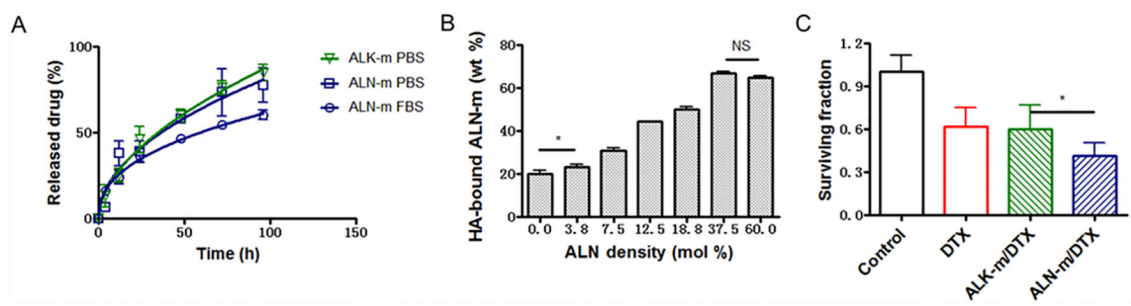 A
Released drug (%)
100
50
0
0
50
100
150
Time (h)
ALK-m PBS
ALN-m PBS
ALN-m FBS
B
HA-bound ALN-m (wt %)
80
60
40
20
0
*
NS
0.0 3.8 7.5 12.5 18.8 37.5 60.0
ALN density (mol %)
C
Surviving fraction
1.2
0.9
0.6
0.3
0.0
*
Control
DTX
ALK-m/DTX
ALN-m/DTX